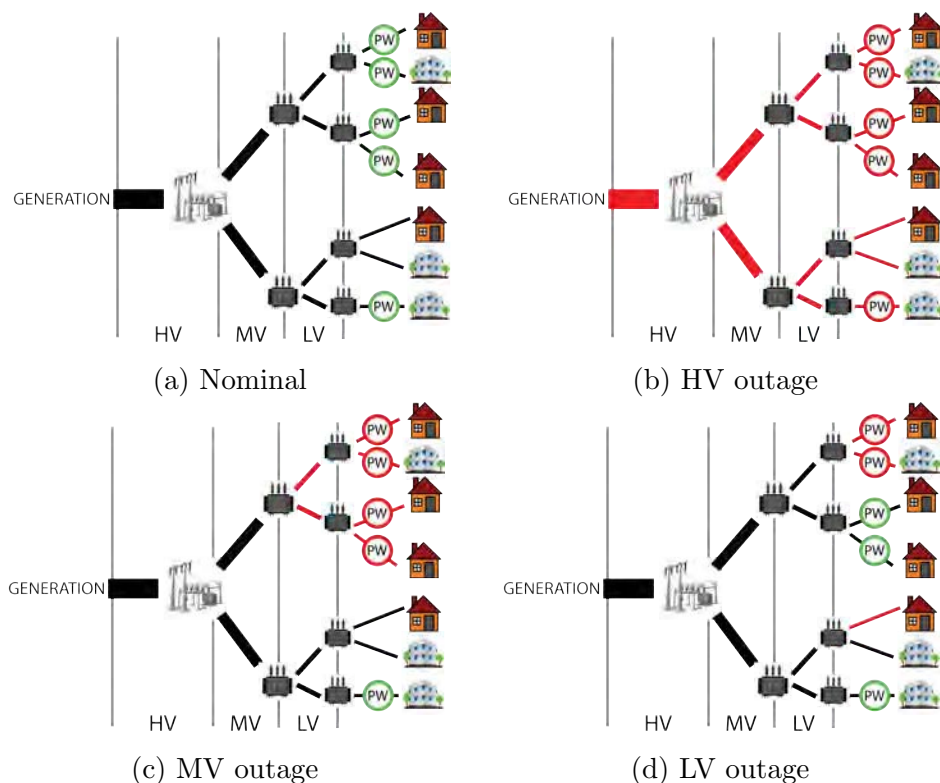 PW
PW
PW
PW
GENERATION
PW
HV MV LV
(a) Nominal
PW
PW
PW
PW
GENERATION
PW
HV MV LV
(b) HV outage
PW
PW
PW
PW
GENERATION
PW
HV MV LV
(c) MV outage
PW
PW
PW
PW
GENERATION
PW
HV MV LV
(d) LV outage